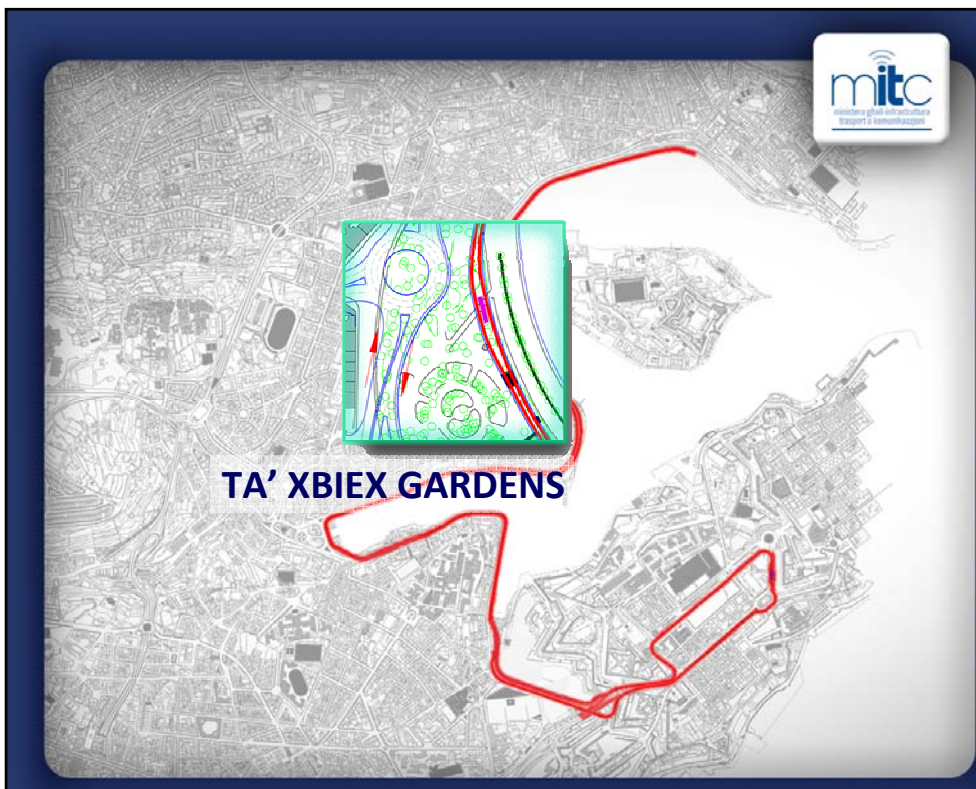 mitc
ministeru għall-infrastruttura
trasport u komunikazzjoni
TA' XBIEX GARDENS